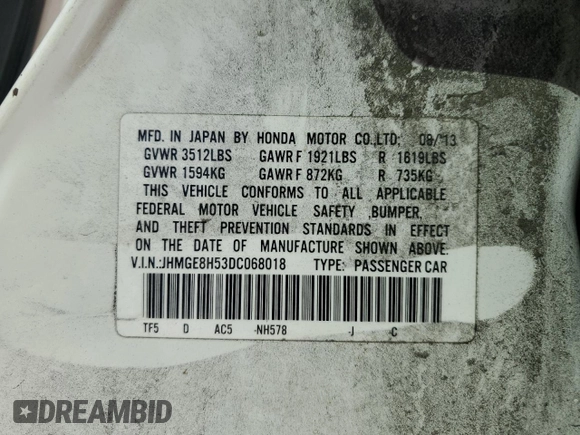 MFD. IN JAPAN BY HONDA MOTOR CO.,LTD; 08/'13
GVWR 3512LBS GAWR F 1921LBS R 1619LBS
GVWR 1594KG GAWR F 872KG R 735KG
THIS VEHICLE CONFORMS TO ALL APPLICABLE
FEDERAL MOTOR VEHICLE SAFETY ,BUMPER,
AND THEFT PREVENTION STANDARDS IN EFFECT
ON THE DATE OF MANUFACTURE SHOWN ABOVE.
V.I.N.:JHMGE8H53DC068018 TYPE: PASSENGER CAR
TF5 D AC5 -NH578 -J C
DREAMBID